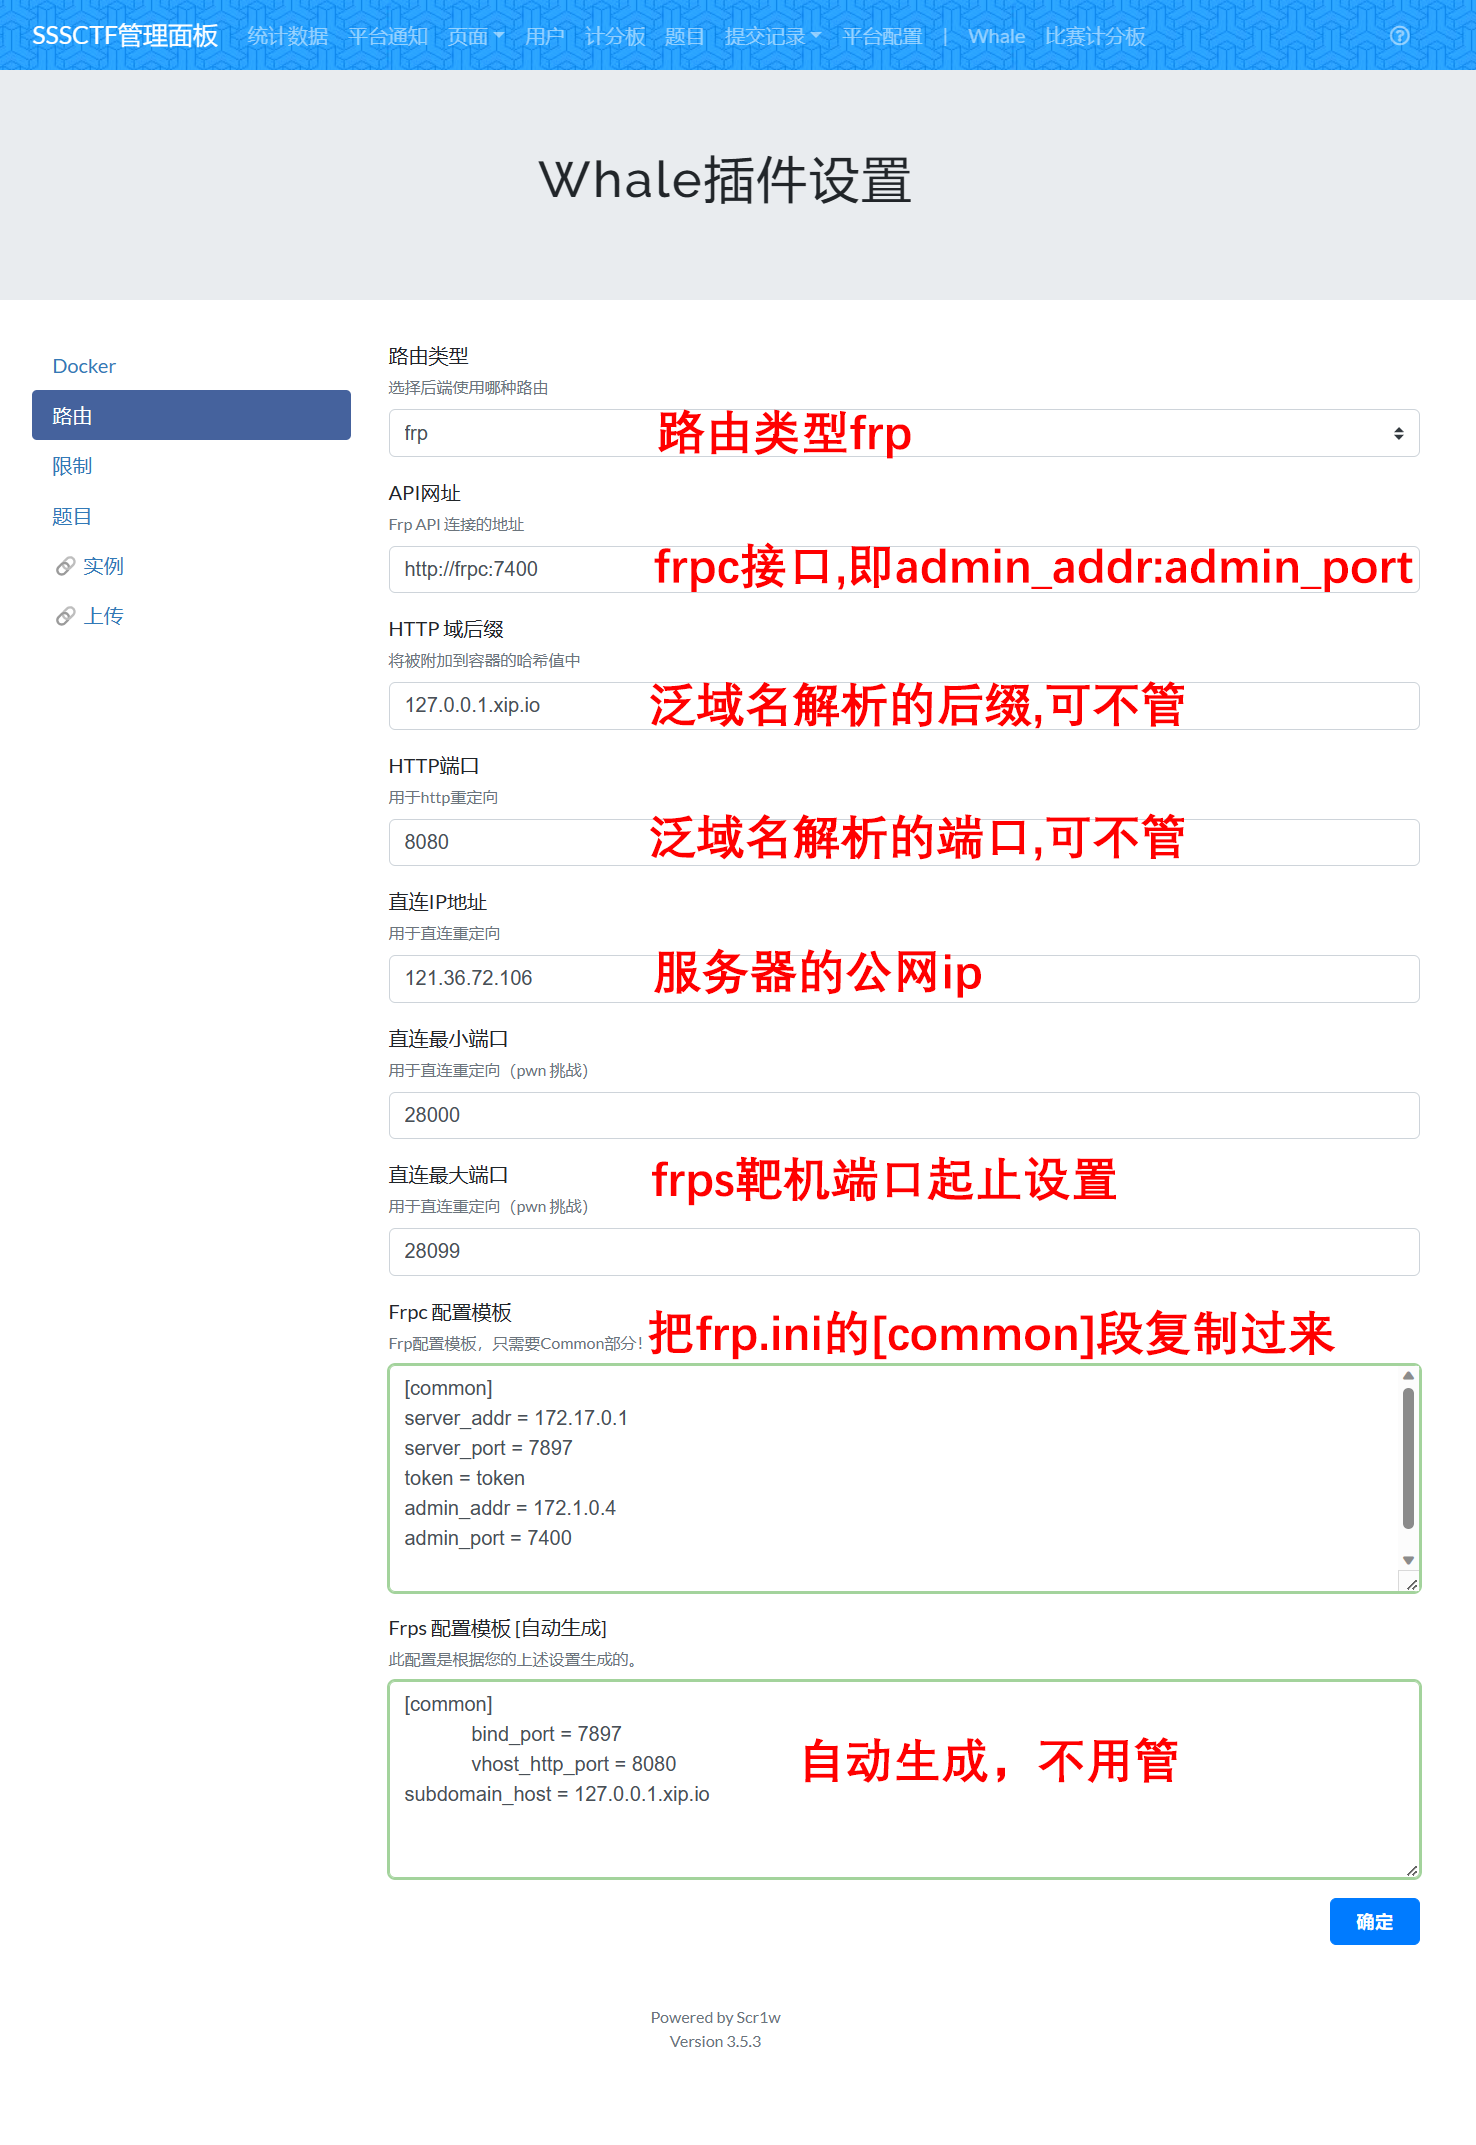 SSSCTF管理面板 统计数据 平台通知 页面 用户 计分板 题目 提交记录 平台配置 | Whale 比赛计分板
Whale插件设置
Docker
路由
限制
题目
实例
上传
路由类型
选择后端使用哪种路由
frp 路由类型frp
API网址
Frp API 连接的地址
http://frpc:7400 frpc接口,即admin_addr:admin_port
HTTP 域后缀
将被附加到容器的哈希值中
127.0.0.1.xip.io 泛域名解析的后缀,可不管
HTTP端口
用于http重定向
8080 泛域名解析的端口,可不管
直连IP地址
用于直连重定向
121.36.72.106 服务器的公网ip
直连最小端口
用于直连重定向（pwn 挑战）
28000
直连最大端口
frps靶机端口起止设置
用于直连重定向（pwn 挑战）
28099
Frpc 配置模板
Frp配置模板，只需要Common部分! 把frp.ini的[common]段复制过来
[common]
server_addr = 172.17.0.1
server_port = 7897
token = token
admin_addr = 172.1.0.4
admin_port = 7400
Frps 配置模板 [自动生成]
此配置是根据您的上述设置生成的。
[common]
bind_port = 7897
vhost_http_port = 8080
自动生成，不用管
subdomain_host = 127.0.0.1.xip.io
确定
Powered by Scr1w
Version 3.5.3